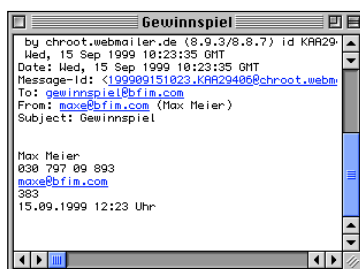 Gewinnspiel
by chroot.webmailer.de (8.9.3/8.8.7) id KAA29
Wed, 15 Sep 1999 10:23:35 GMT
Date: Wed, 15 Sep 1999 10:23:35 GMT
Message-Id: <199909151023.KAA29406@chroot.webm
To: gewinnspiel@bfim.com
From: maxe@bfim.com (Max Meier)
Subject: Gewinnspiel
Max Meier
030 797 09 893
maxe@bfim.com
383
15.09.1999 12:23 Uhr